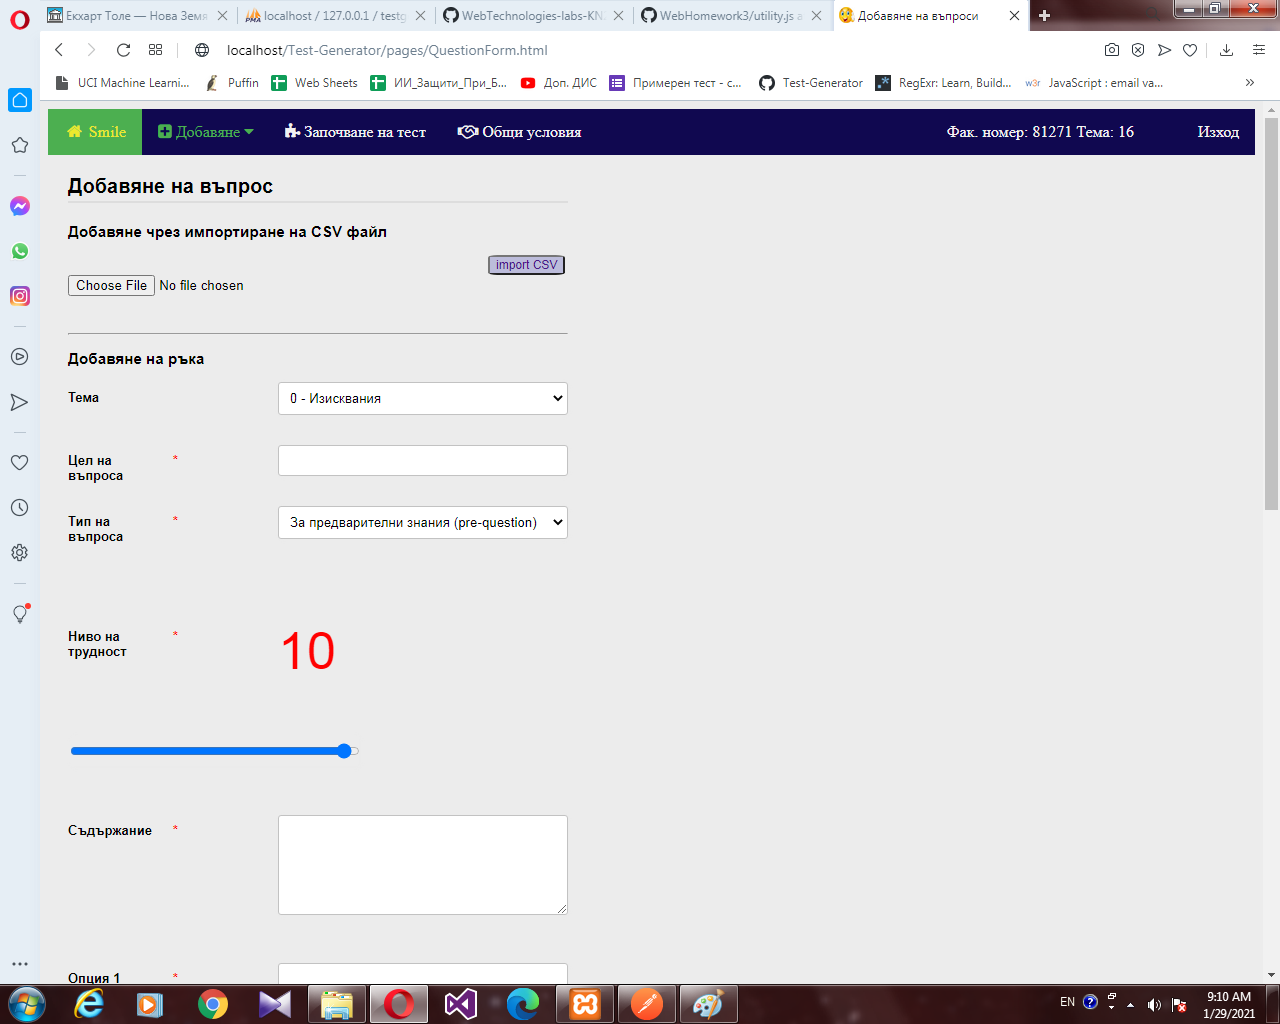 Екхарт Толе — Нова Земя
localhost / 127.0.0.1 / testg
WebTechnologies-labs-KN
WebHomework3/utility.js a
Добавяне на въпроси
localhost/Test-Generator/pages/QuestionForm.html
UCI Machine Learni...
Puffin
Web Sheets
ИИ_Защити_При_Б...
Доп. ДИС
Примерен тест - с...
Test-Generator
RegExr: Learn, Build...
w3r JavaScript : email va...
Smile
Добавяне
Започване на тест
Общи условия
Фак. номер: 81271 Тема: 16
Изход
Добавяне на въпрос
Добавяне чрез импортиране на CSV файл
import CSV
Choose File No file chosen
Добавяне на ръка
Тема
0 - Изисквания
Цел на *
въпроса
Тип на *
въпроса
За предварителни знания (pre-question)
Ниво на *
трудност
10
Съдържание *
Опция 1 *
EN
9:10 AM
1/29/2021